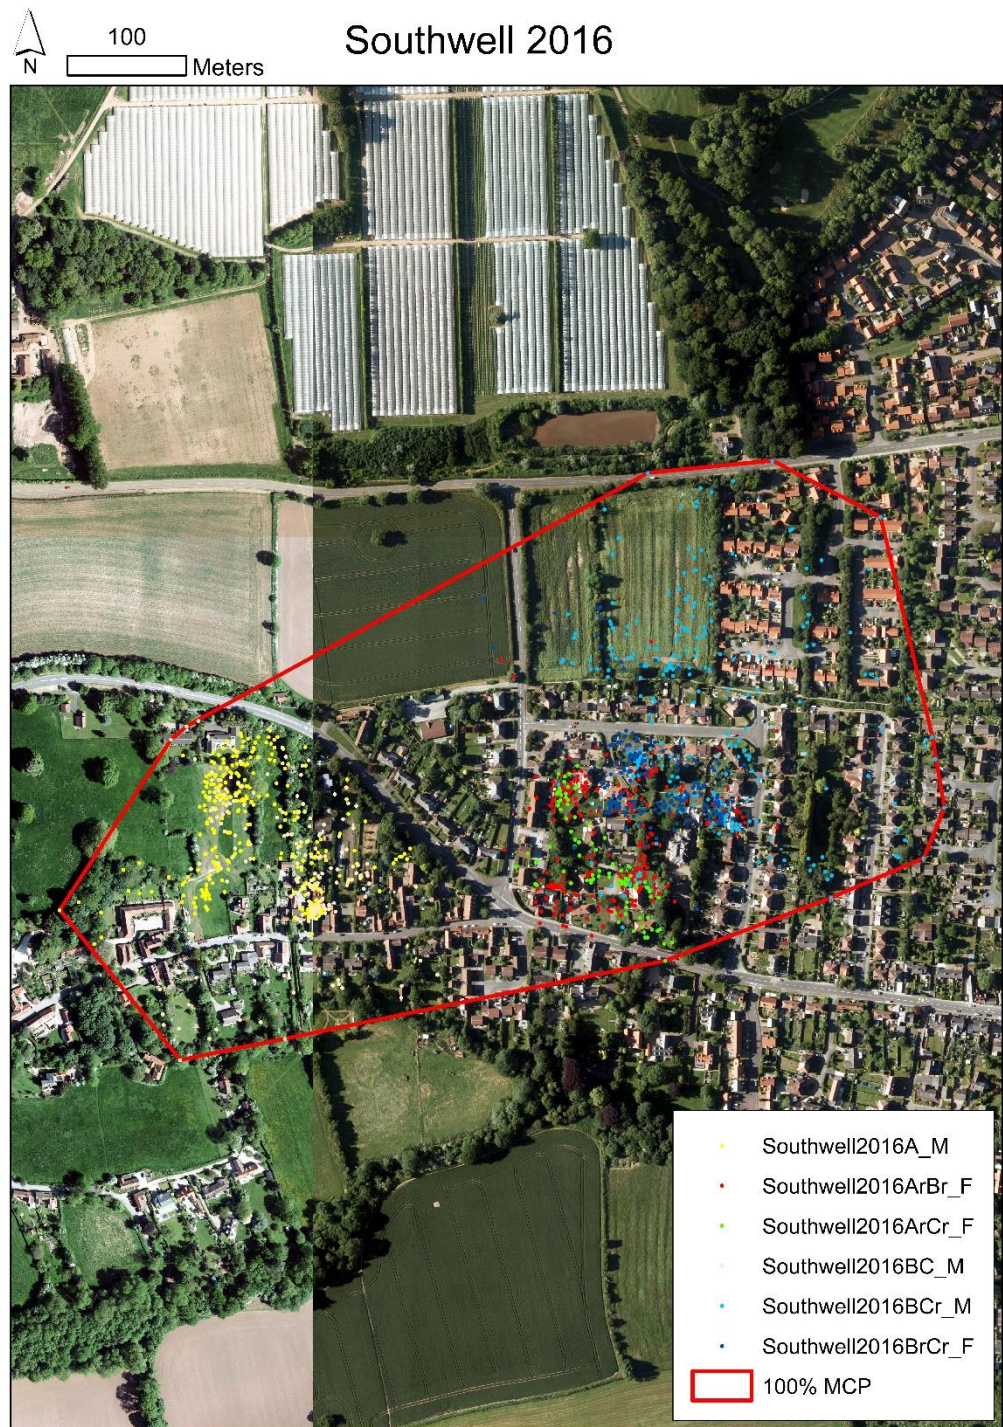 Southwell 2016
100
N
Meters
Southwell2016A_M
Southwell2016ArBr_F
Southwell2016ArCr_F
Southwell2016BC_M
Southwell2016BCr_M
Southwell2016BrCr_F
100% MCP